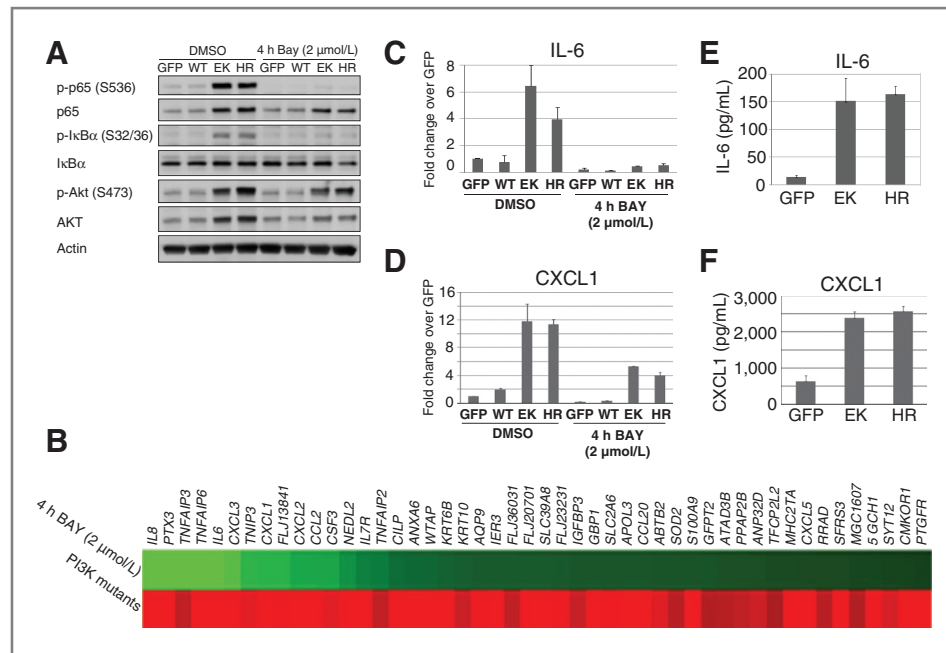 A
DMSO
4 h Bay (2 µmol/L)
GFP WT EK HR GFP WT EK HR
p-p65 (S536)
p65
p-IκBα (S32/36)
IκBα
p-Akt (S473)
AKT
Actin
C
IL-6
Fold change over GFP
8
6
4
2
0
GFP WT EK HR GFP WT EK HR
DMSO
4 h BAY
(2 µmol/L)
D
CXCL1
Fold change over GFP
16
12
8
4
0
GFP WT EK HR GFP WT EK HR
DMSO
4 h BAY
(2 µmol/L)
E
IL-6
IL-6 (pg/mL)
200
150
100
50
0
GFP EK HR
F
CXCL1
CXCL1 (pg/mL)
3,000
2,000
1,000
0
GFP EK HR
B
4 h BAY (2 µmol/L)
PI3K mutants
IL8
PTX3
TNFAIP3
TNFAIP6
IL6
CXCL3
TNIP3
CXCL1
FLJ13841
CXCL2
CCL2
CSF3
NEDL2
IL7R
TNFAIP2
CILP
ANXA6
WTAP
KRT6B
KRT10
AQP9
IER3
FLJ36031
FLJ20701
SLC39A8
FLJ23231
IGFBP3
GBP1
SLC2A6
APOL3
CCL20
ABTB2
SOD2
S100A9
GFPT2
ATAD3B
PPAP2B
ANP32D
TFCP2L2
MHC2TA
CXCL5
RRAD
SFRS3
MGC1607
5 GCH1
SYT12
CMKOR1
PTGFR